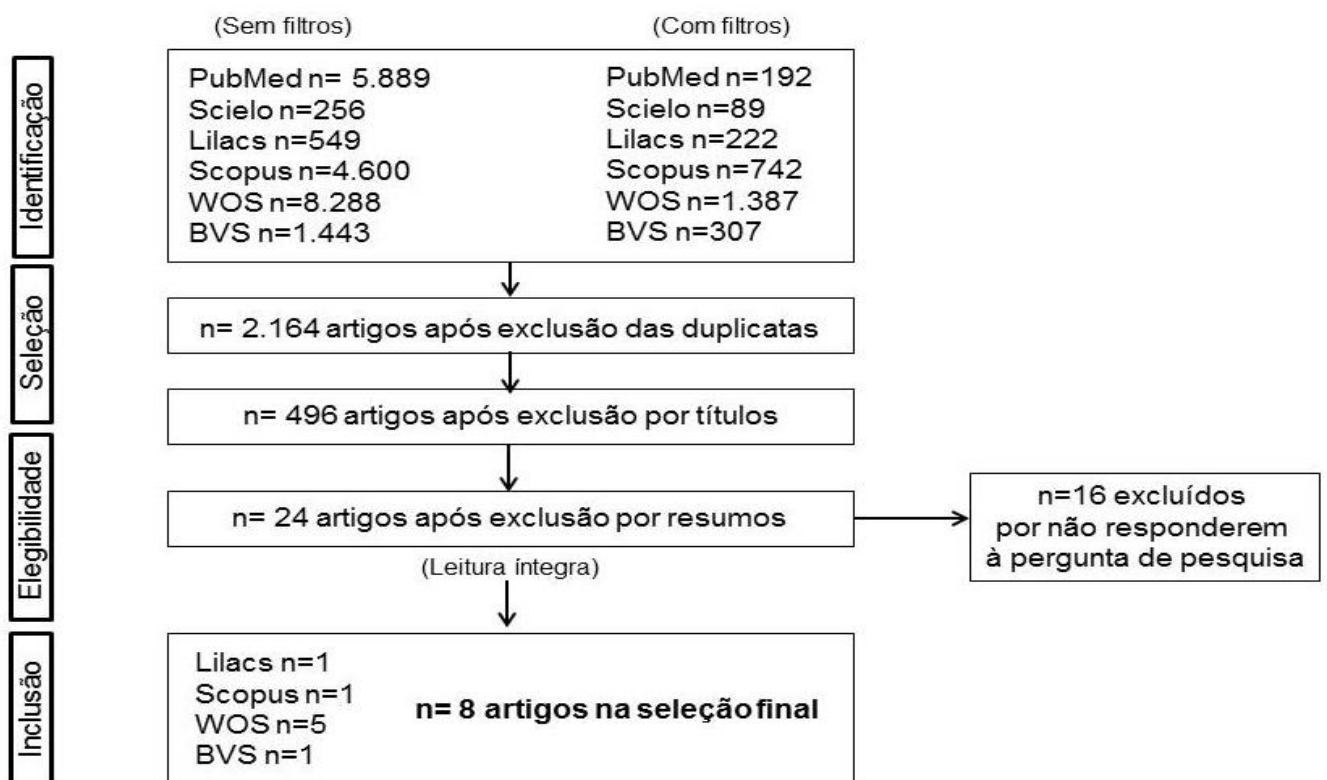 (Sem filtros)
(Com filtros)
Identificação
PubMed n= 5.889
Scielo n=256
Lilacs n=549
Scopus n=4.600
WOS n=8.288
BVS n=1.443
PubMed n=192
Scielo n=89
Lilacs n=222
Scopus n=742
WOS n=1.387
BVS n=307
Seleção
n= 2.164 artigos após exclusão das duplicatas
n= 496 artigos após exclusão por títulos
Elegibilidade
n= 24 artigos após exclusão por resumos
n=16 excluídos
por não responderem
à pergunta de pesquisa
(Leitura íntegra)
Inclusão
Lilacs n=1
Scopus n=1
WOS n=5
BVS n=1
n= 8 artigos na seleção final